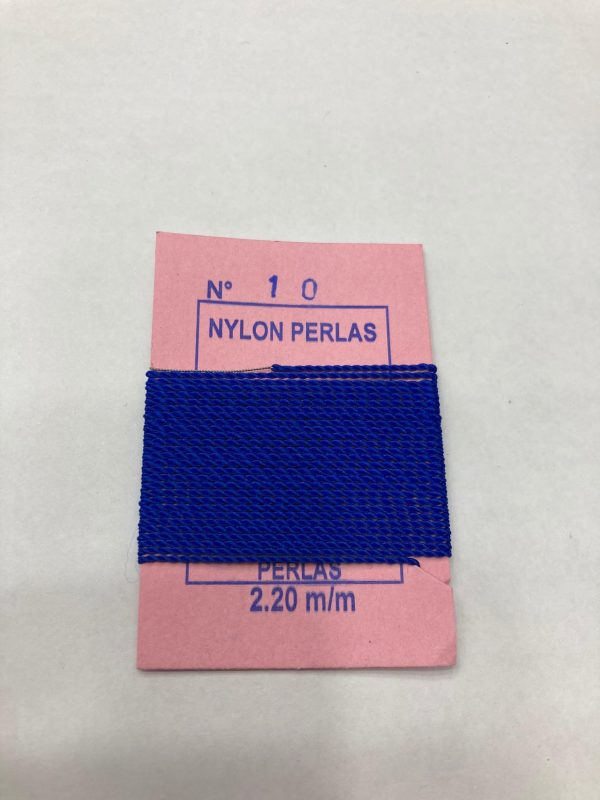 N° 10
NYLON PERLAS
PERLAS
2.20 m/m